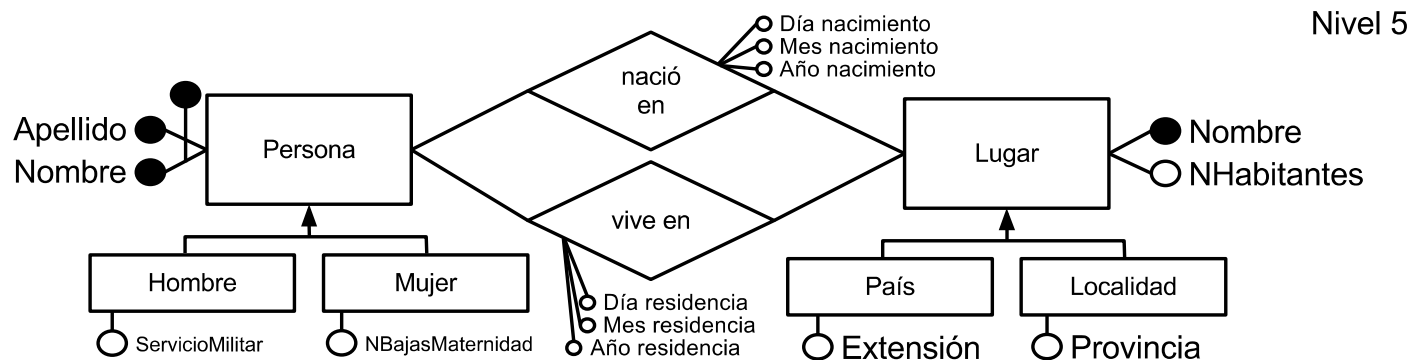 Nivel 5
Día nacimiento
Mes nacimiento
Año nacimiento
nació
en
Apellido
Nombre
Persona
Lugar
Nombre
NHabitantes
vive en
Hombre
Mujer
País
Localidad
Día residencia
Mes residencia
Año residencia
ServicioMilitar
NBajasMaternidad
Extensión
Provincia